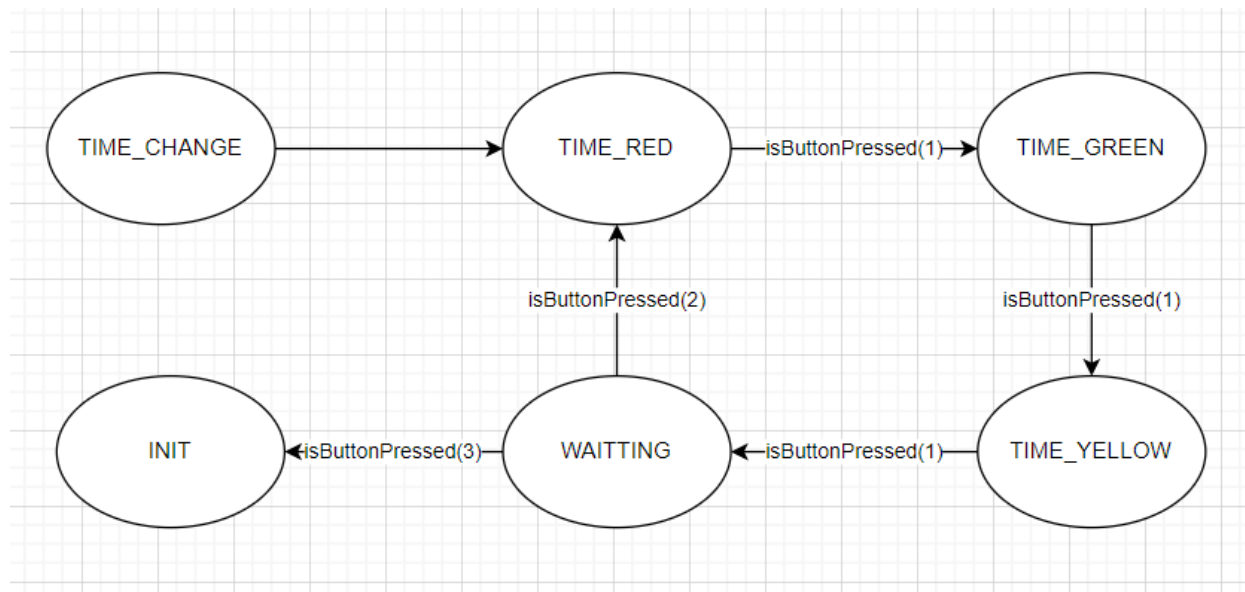 TIME_CHANGE
TIME_RED
isButtonPressed(1)
TIME_GREEN
isButtonPressed(2)
isButtonPressed(1)
INIT
isButtonPressed(3)
WAITTING
isButtonPressed(1)
TIME_YELLOW